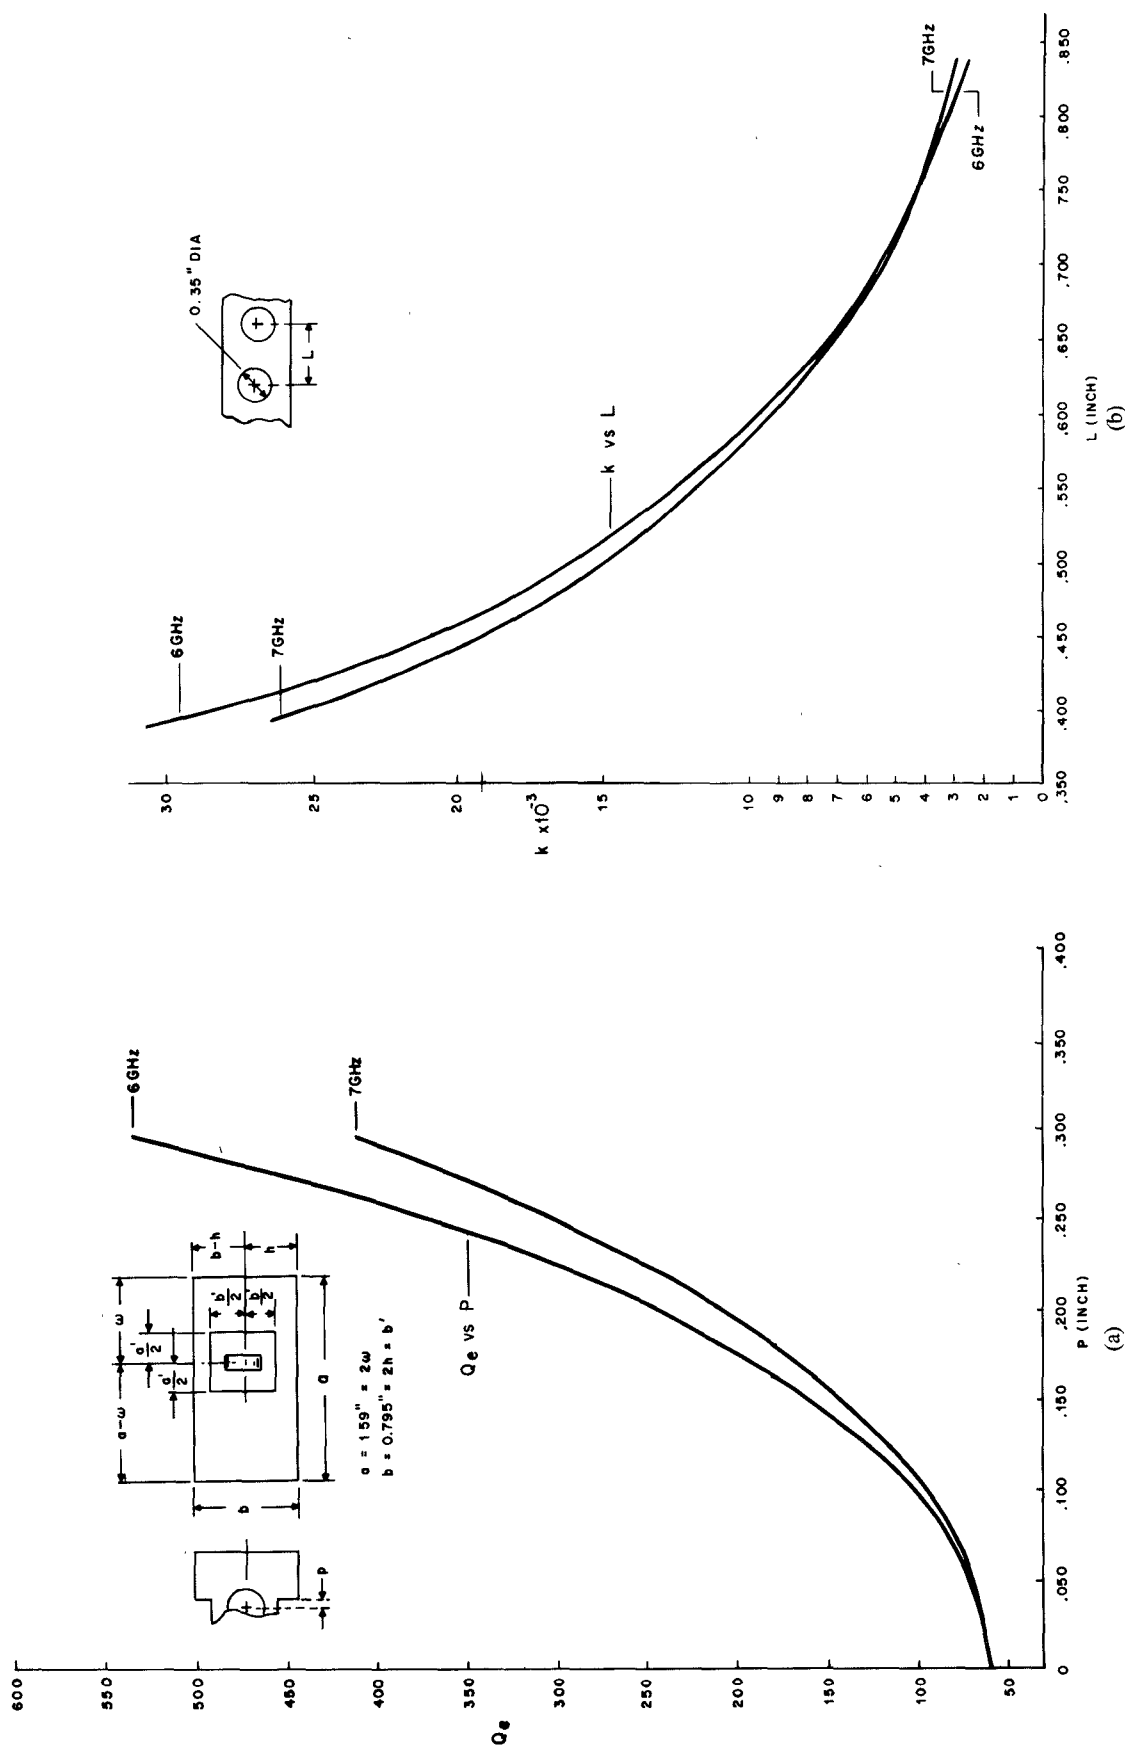 600
550
500
450
400
350
300
250
200
150
100
50
Qe
0
.050
.100
.150
.200
.250
.300
.350
.400
P (INCH)
(a)
6GHz
7GHz
Qe vs P
p
b
a-ω
ω
a'/2
a'/2
b'/2
b'/2
b-h
h
a
a = 1.59" = 2ω
b = 0.795" = 2h = b'
30
25
20
15
10
9
8
7
6
5
4
3
2
1
0
k x10⁻³
.350
.400
.450
.500
.550
.600
.650
.700
.750
.800
.850
L (INCH)
(b)
6GHz
7GHz
k vs L
0.35" DIA
L
7GHz
6GHz